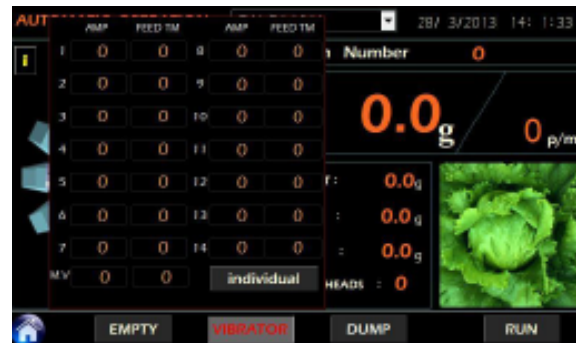 28/ 3/2013 14: 1:33
AMP FEED TM AMP FEED TM
Number 0
1 0 0 8 0 0
2 0 0 9 0 0
3 0 0 10 0 0
0.0g
0 p/m
4 0 0 11 0 0
5 0 0 12 0 0
0.0g
6 0 0 13 0 0
: 0.0g
7 0 0 14 0 0
: 0.0g
M.V 0 0 individual
HEADS : 0
EMPTY VIBRATOR DUMP RUN